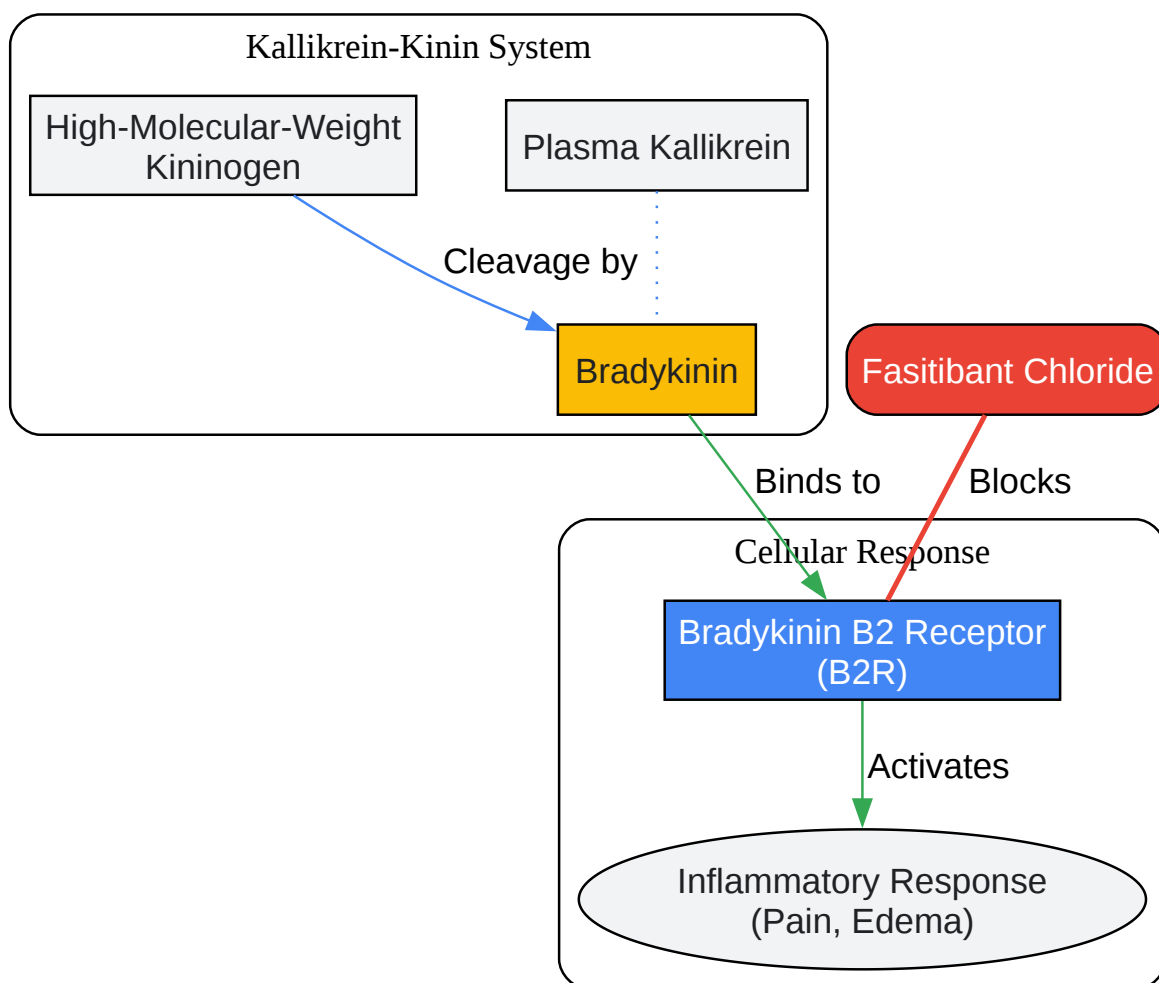 Kallikrein-Kinin System
High-Molecular-Weight
Kininogen
Plasma Kallikrein
Cleavage by
Bradykinin
Fasitibant Chloride
Binds to
Blocks
Cellular Response
Bradykinin B2 Receptor
(B2R)
Activates
Inflammatory Response
(Pain, Edema)